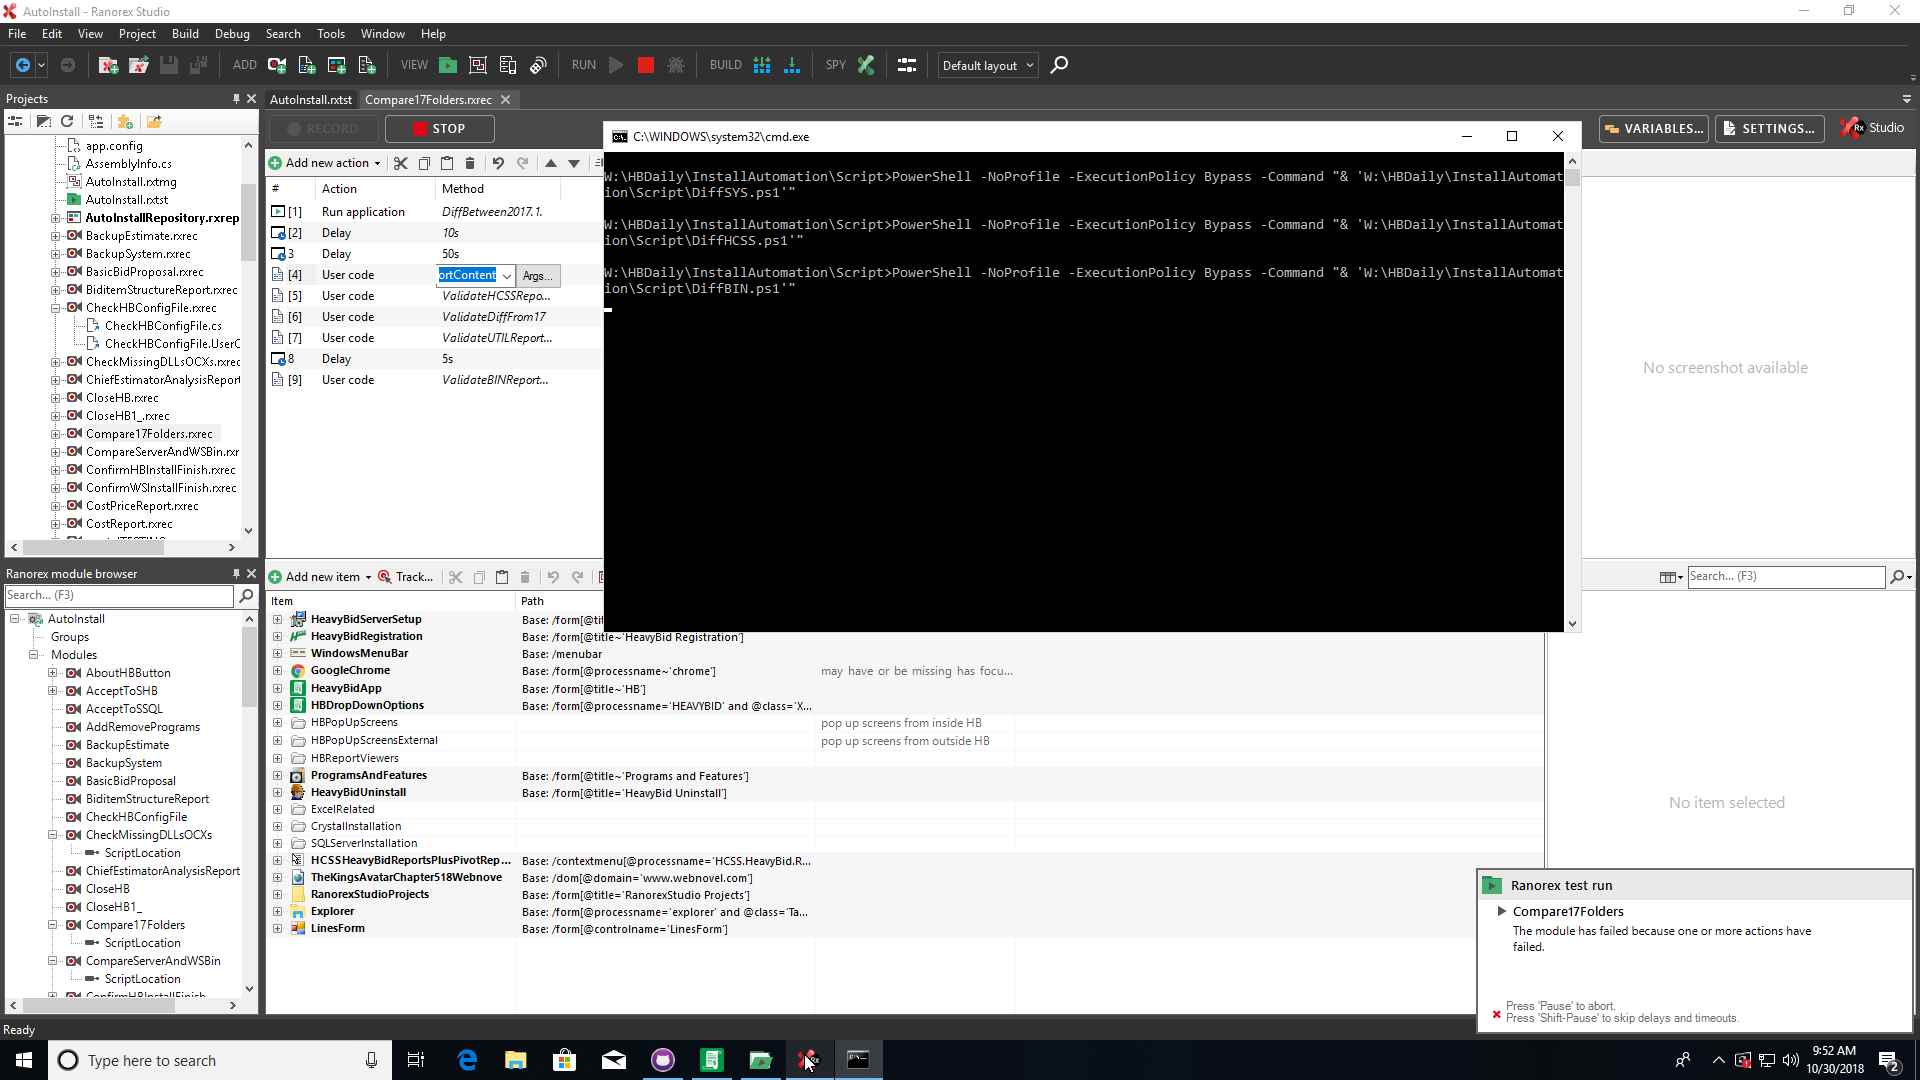 AutoInstall - Ranorex Studio
File Edit View Project Build Debug Search Tools Window Help
ADD VIEW RUN BUILD SPY Default layout
Projects
AutoInstall.rxtst Compare17Folders.rxrec
RECORD STOP
VARIABLES... SETTINGS... Rx Studio
app.config
AssemblyInfo.cs
AutoInstall.rxtmg
AutoInstall.rxtst
AutoInstallRepository.rxrep
BackupEstimate.rxrec
BackupSystem.rxrec
BasicBidProposal.rxrec
BiditemStructureReport.rxrec
CheckHBConfigFile.rxrec
CheckHBConfigFile.cs
CheckHBConfigFile.UserC
CheckMissingDLLsOCXs.rxrec
ChiefEstimatorAnalysisReport
CloseHB.rxrec
CloseHB1_.rxrec
Compare17Folders.rxrec
CompareServerAndWSBin.rxr
ConfirmHBInstallFinish.rxrec
ConfirmWSInstallFinish.rxrec
CostPriceReport.rxrec
CostReport.rxrec
Add new action
# Action Method
[1] Run application DiffBetween2017.1.
[2] Delay 10s
3 Delay 50s
[4] User code ortContent Args...
[5] User code ValidateHCSSRepo...
[6] User code ValidateDiffFrom17
[7] User code ValidateUTILReport...
8 Delay 5s
[9] User code ValidateBINReport...
C:\WINDOWS\system32\cmd.exe
W:\HBDaily\InstallAutomation\Script>PowerShell -NoProfile -ExecutionPolicy Bypass -Command "& 'W:\HBDaily\InstallAutomat
ion\Script\DiffSYS.ps1'"
W:\HBDaily\InstallAutomation\Script>PowerShell -NoProfile -ExecutionPolicy Bypass -Command "& 'W:\HBDaily\InstallAutomat
ion\Script\DiffHCSS.ps1'"
W:\HBDaily\InstallAutomation\Script>PowerShell -NoProfile -ExecutionPolicy Bypass -Command "& 'W:\HBDaily\InstallAutomat
ion\Script\DiffBIN.ps1'"
No screenshot available
Ranorex module browser
Search... (F3)
AutoInstall
Groups
Modules
AboutHBButton
AcceptToSHB
AcceptToSSQL
AddRemovePrograms
BackupEstimate
BackupSystem
BasicBidProposal
BiditemStructureReport
CheckHBConfigFile
CheckMissingDLLsOCXs
ScriptLocation
ChiefEstimatorAnalysisReport
CloseHB
CloseHB1_
Compare17Folders
ScriptLocation
CompareServerAndWSBin
ScriptLocation
ConfirmHBInstallFinish
Add new item Track...
Search... (F3)
Item Path
HeavyBidServerSetup Base: /form[@tit
HeavyBidRegistration Base: /form[@title~'HeavyBid Registration']
WindowsMenuBar Base: /menubar
GoogleChrome Base: /form[@processname~'chrome'] may have or be missing has focu...
HeavyBidApp Base: /form[@title~'HB']
HBDropDownOptions Base: /form[@processname='HEAVYBID' and @class='X...
HBPopUpScreens pop up screens from inside HB
HBPopUpScreensExternal pop up screens from outside HB
HBReportViewers
ProgramsAndFeatures Base: /form[@title~'Programs and Features']
HeavyBidUninstall Base: /form[@title='HeavyBid Uninstall']
ExcelRelated
CrystalInstallation
SQLServerInstallation
HCSSHeavyBidReportsPlusPivotRep... Base: /contextmenu[@processname='HCSS.HeavyBid.R...
TheKingsAvatarChapter518Webnove Base: /dom[@domain='www.webnovel.com']
RanorexStudioProjects Base: /form[@title='RanorexStudio Projects']
Explorer Base: /form[@processname='explorer' and @class='Ta...
LinesForm Base: /form[@controlname='LinesForm']
No item selected
Ranorex test run
Compare17Folders
The module has failed because one or more actions have
failed.
Press 'Pause' to abort.
Press 'Shift-Pause' to skip delays and timeouts.
Ready
Type here to search
9:52 AM
10/30/2018
2